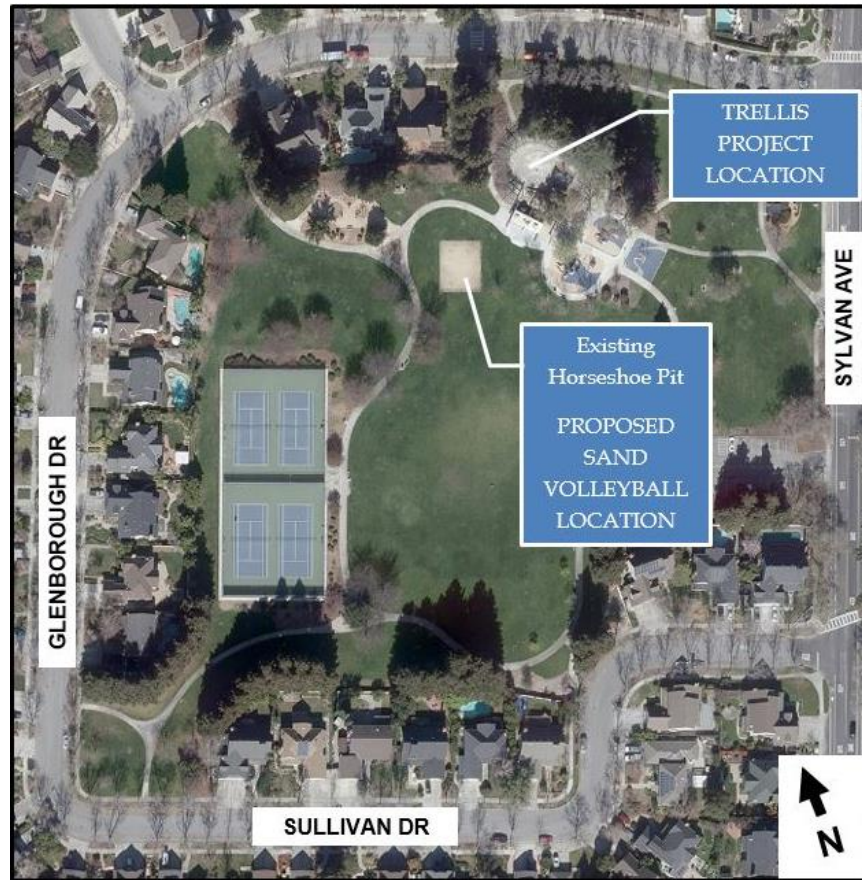 TRELLIS
PROJECT
LOCATION
SYLVAN AVE
Existing
Horseshoe Pit
PROPOSED
SAND
VOLLEYBALL
LOCATION
GLENBOROUGH DR
SULLIVAN DR
N